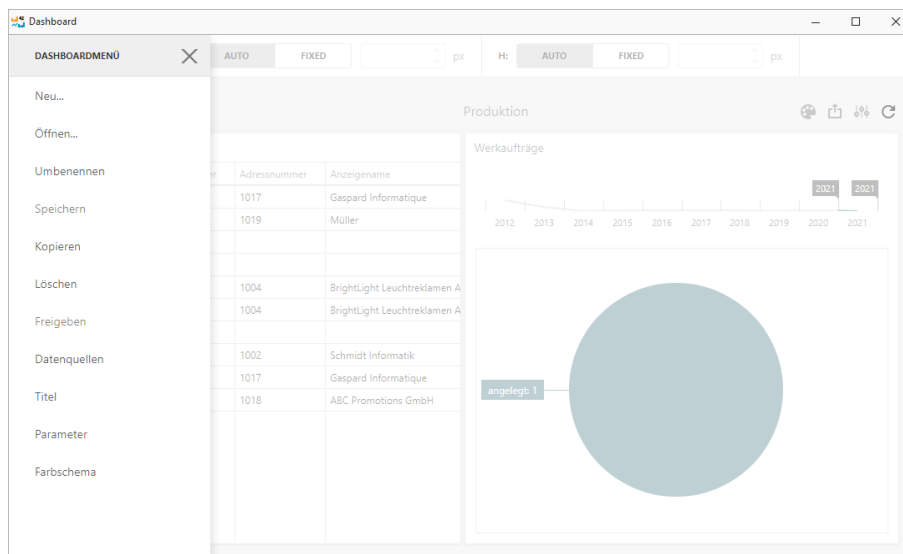 Dashboard
DASHBOARDMENÜ
AUTO FIXED px H: AUTO FIXED px
Neu...
Öffnen...
Umbenennen
Speichern
Kopieren
Löschen
Freigeben
Datenquellen
Titel
Parameter
Farbschema
Produktion
Adressnummer Anzeigename
1017 Gaspard Informatique
1019 Müller
1004 BrightLight Leuchtreklamen A
1004 BrightLight Leuchtreklamen A
1002 Schmidt Informatik
1017 Gaspard Informatique
1018 ABC Promotions GmbH
Werkaufträge
2021 2021
2012 2013 2014 2015 2016 2017 2018 2019 2020 2021
angelegt: 1